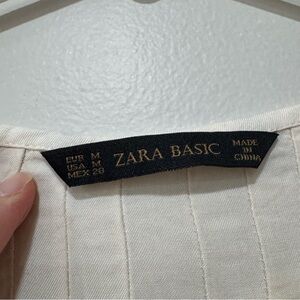 EUR M
USA M
MEX 28
ZARA BASIC
MADE
IN
CHINA